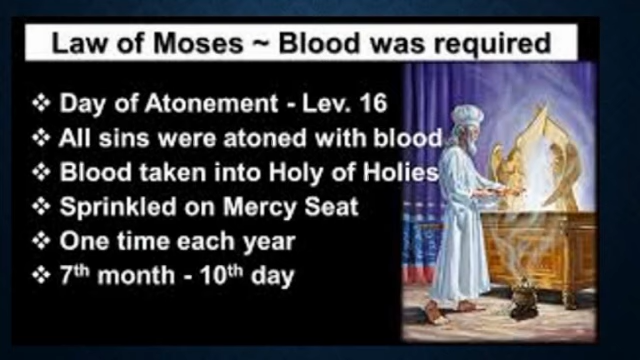 Law of Moses ~ Blood was required
❖ Day of Atonement - Lev. 16
❖ All sins were atoned with blood
❖ Blood taken into Holy of Holies
❖ Sprinkled on Mercy Seat
❖ One time each year
❖ 7th month - 10th day